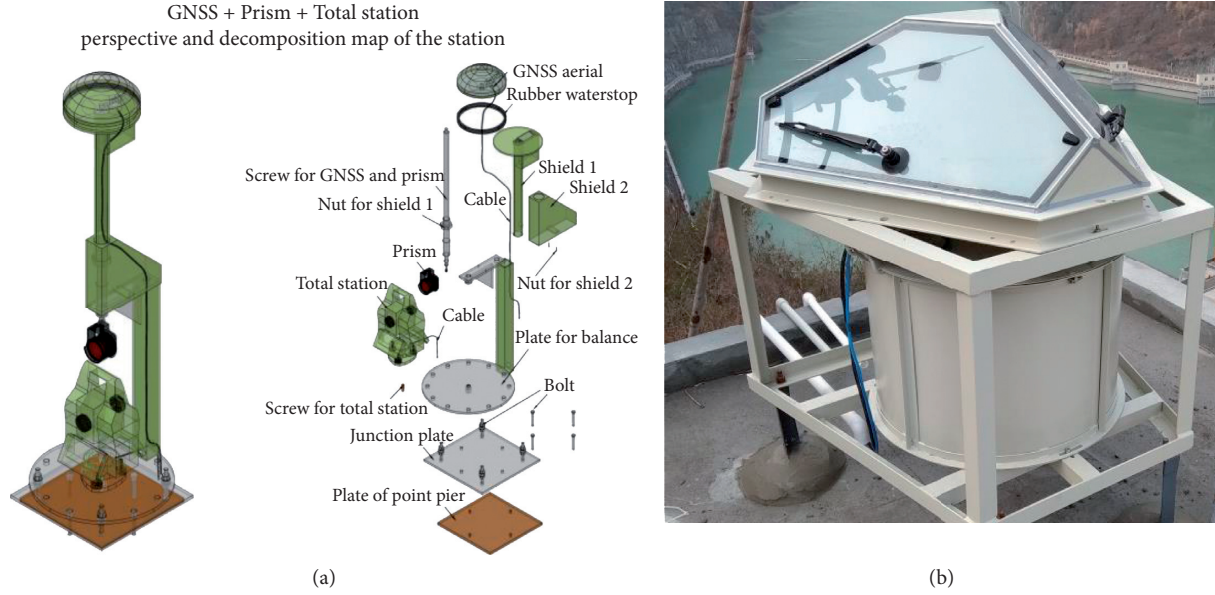 GNSS + Prism + Total station
perspective and decomposition map of the station
GNSS aerial
Rubber waterstop
Shield 1
Screw for GNSS and prism
Shield 2
Nut for shield 1
Cable
Prism
Total station
Nut for shield 2
Cable
Plate for balance
Bolt
Screw for total station
Junction plate
Plate of point pier
(a)
(b)